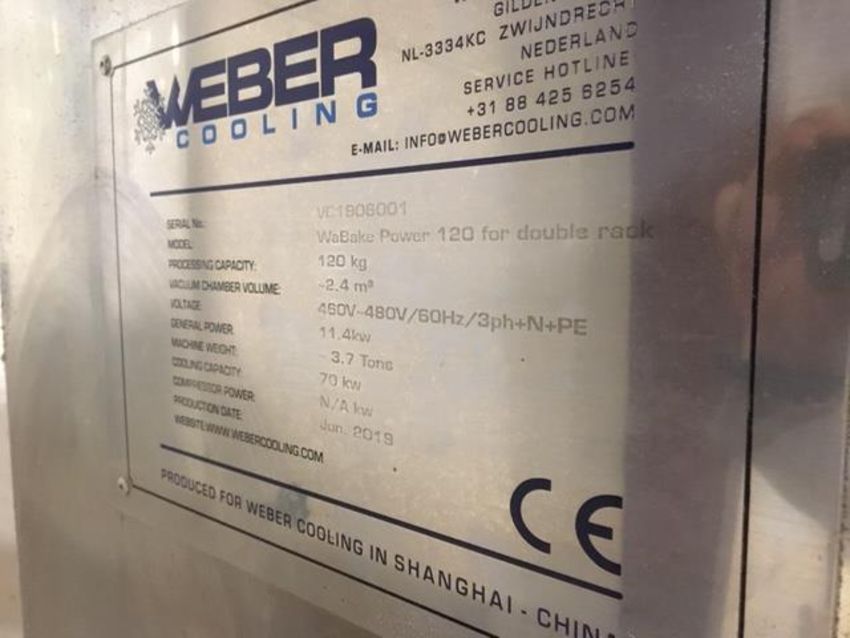 WEBER
COOLING
NL-3334KC ZWIJNDRECHT
NEDERLAND
SERVICE HOTLINE
+31 88 425 6254
E-MAIL: INFO@WEBERCOOLING.COM
SERIAL No.: VC1906001
MODEL: WaBake Power 120 for double rack
PROCESSING CAPACITY: 120 kg
VACUUM CHAMBER VOLUME: ~2.4 m³
VOLTAGE: 460V~480V/60Hz/3ph+N+PE
GENERAL POWER: 11.4kw
MACHINE WEIGHT: ~ 3.7 Tons
COOLING CAPACITY: 70 kw
COMPRESSOR POWER: N/A kw
PRODUCTION DATE: Jun. 2019
WEBSITE:WWW.WEBERCOOLING.COM
CE
PRODUCED FOR WEBER COOLING IN SHANGHAI - CHINA